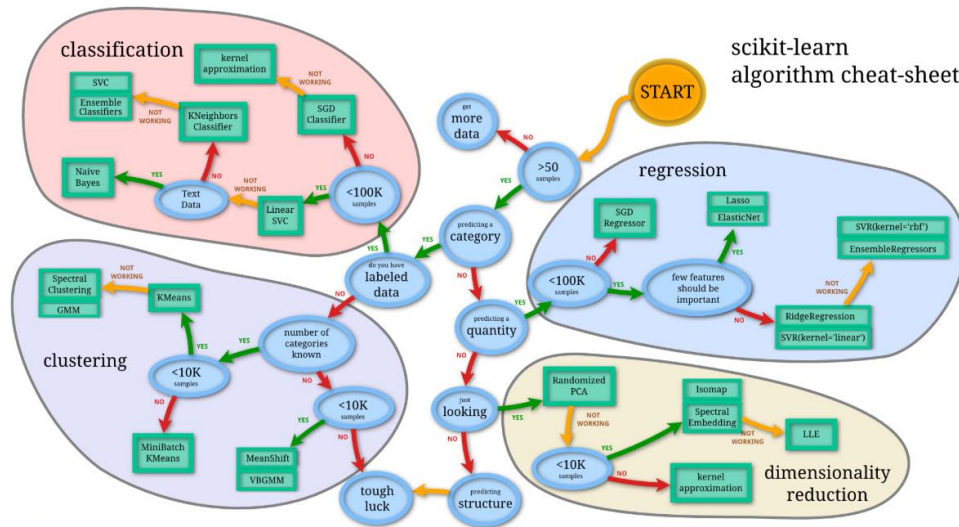 scikit-learn
algorithm cheat-sheet
START
get
more
data
NO
>50
samples
YES
predicting a
category
YES
NO
do you have
labeled
data
YES
NO
predicting a
quantity
YES
NO
just
looking
YES
NO
predicting
structure
tough
luck
classification
kernel
approximation
NOT
WORKING
SVC
Ensemble
Classifiers
NOT
WORKING
KNeighbors
Classifier
SGD
Classifier
NO
NO
Naive
Bayes
YES
Text
Data
NOT
WORKING
Linear
SVC
YES
<100K
samples
regression
SGD
Regressor
NO
<100K
samples
YES
Lasso
ElasticNet
YES
few features
should be
important
NO
SVR(kernel='rbf')
EnsembleRegressors
NOT
WORKING
RidgeRegression
SVR(kernel='linear')
clustering
Spectral
Clustering
GMM
NOT
WORKING
KMeans
YES
<10K
samples
NO
MiniBatch
KMeans
number of
categories
known
YES
NO
<10K
samples
YES
NO
MeanShift
VBGMM
dimensionality
reduction
Randomized
PCA
NOT
WORKING
<10K
samples
YES
NO
Isomap
Spectral
Embedding
NOT
WORKING
LLE
kernel
approximation